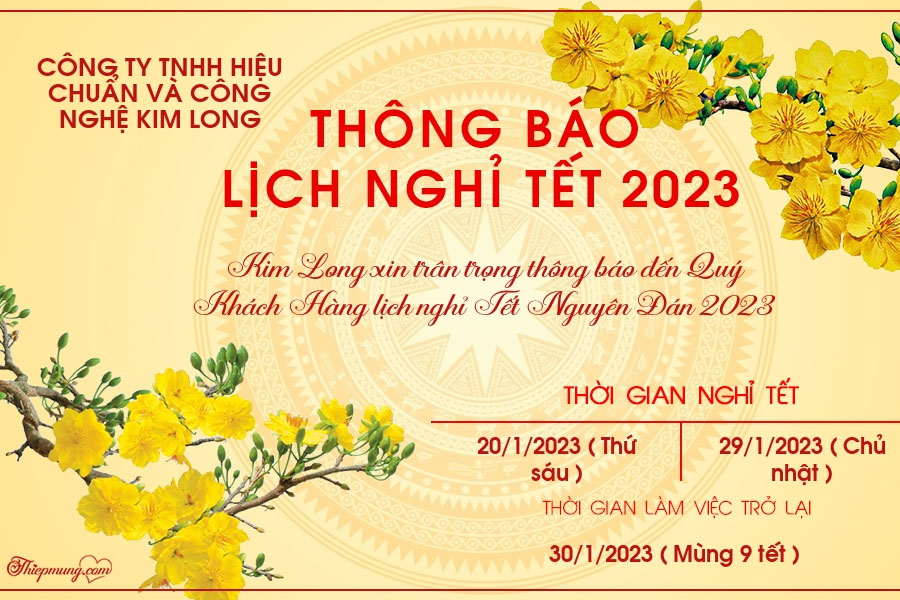 CÔNG TY TNHH HIỆU
CHUẨN VÀ CÔNG
NGHỆ KIM LONG
THÔNG BÁO
LỊCH NGHỈ TẾT 2023
Kim Long xin trân trọng thông báo đến Quý
Khách Hàng lịch nghỉ Tết Nguyên Đán 2023
THỜI GIAN NGHỈ TẾT
20/1/2023 ( Thứ
sáu )
29/1/2023 ( Chủ
nhật )
THỜI GIAN LÀM VIỆC TRỞ LẠI
30/1/2023 ( Mùng 9 tết )
Thiepmung.com